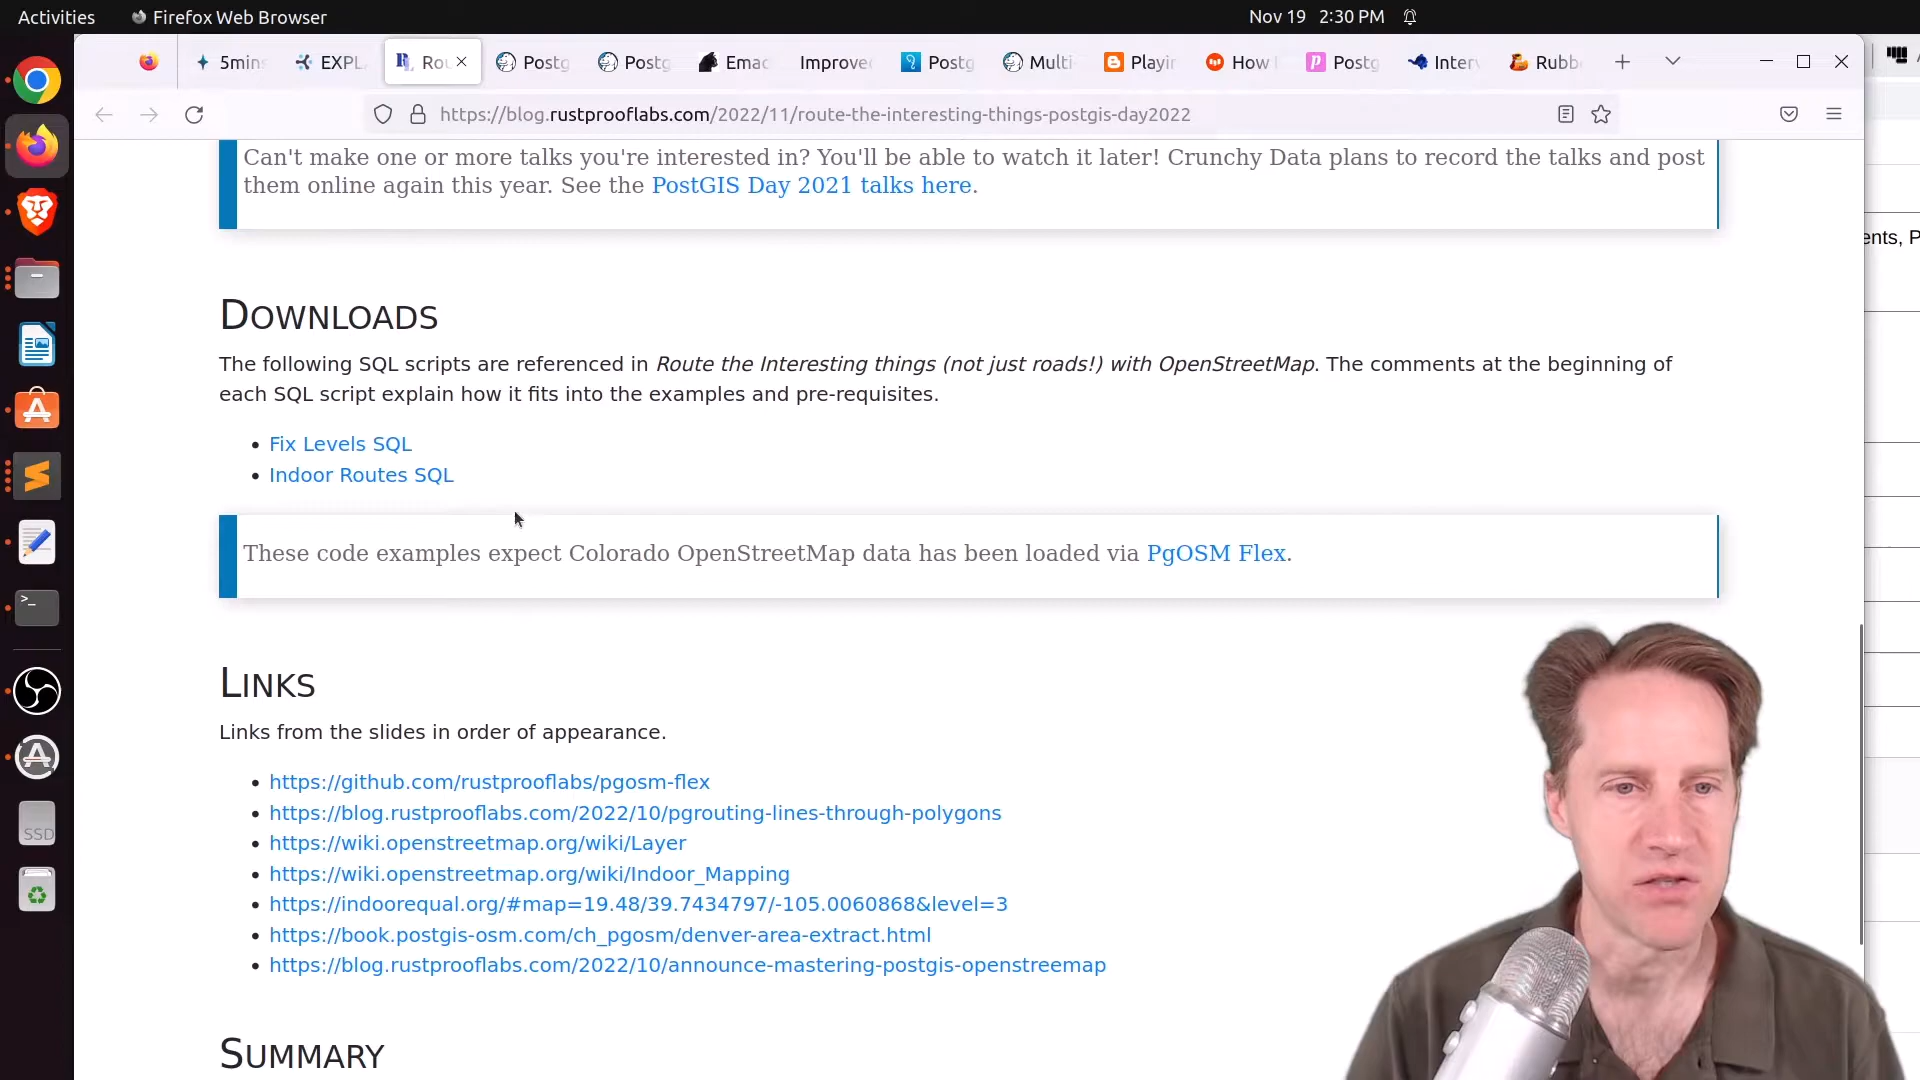 Activities Firefox Web Browser Nov 19 2:30 PM
5mins EXPL Rou Postg Postg Emac Improve Postg Multi Playin How Postg Inter Rubb
https://blog.rustprooflabs.com/2022/11/route-the-interesting-things-postgis-day2022
Can't make one or more talks you're interested in? You'll be able to watch it later! Crunchy Data plans to record the talks and post
them online again this year. See the PostGIS Day 2021 talks here.
ents, P
DOWNLOADS
The following SQL scripts are referenced in Route the Interesting things (not just roads!) with OpenStreetMap. The comments at the beginning of
each SQL script explain how it fits into the examples and pre-requisites.
• Fix Levels SQL
• Indoor Routes SQL
These code examples expect Colorado OpenStreetMap data has been loaded via PgOSM Flex.
LINKS
Links from the slides in order of appearance.
• https://github.com/rustprooflabs/pgosm-flex
• https://blog.rustprooflabs.com/2022/10/pgrouting-lines-through-polygons
• https://wiki.openstreetmap.org/wiki/Layer
• https://wiki.openstreetmap.org/wiki/Indoor_Mapping
• https://indoorequal.org/#map=19.48/39.7434797/-105.0060868&level=3
• https://book.postgis-osm.com/ch_pgosm/denver-area-extract.html
• https://blog.rustprooflabs.com/2022/10/announce-mastering-postgis-openstreemap
SSD
SUMMARY